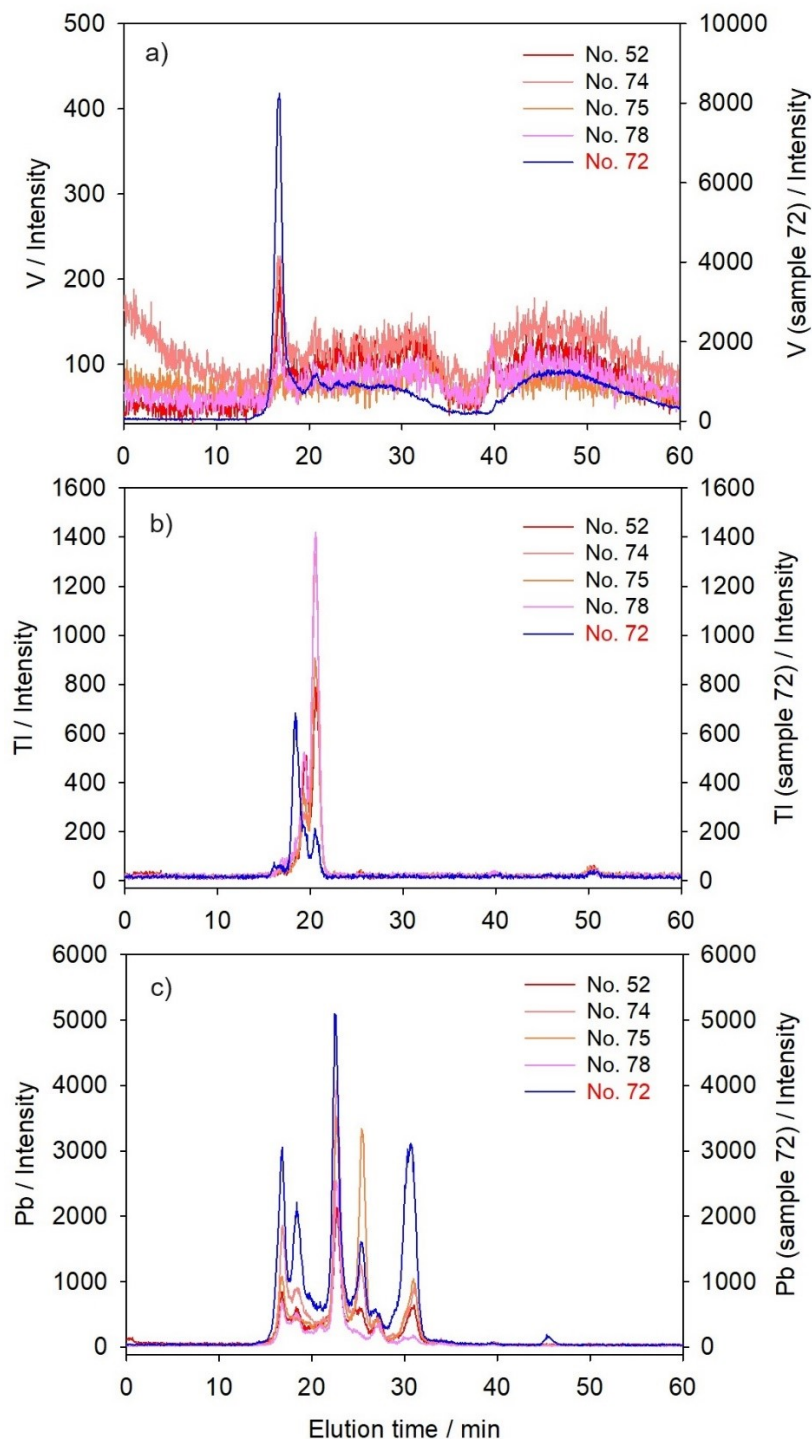 a)
500
400
300
200
100
V / Intensity
10000
8000
6000
4000
2000
0
V (sample 72) / Intensity
No. 52
No. 74
No. 75
No. 78
No. 72
0 10 20 30 40 50 60
b)
1600
1400
1200
1000
800
600
400
200
0
Tl / Intensity
1600
1400
1200
1000
800
600
400
200
0
Tl (sample 72) / Intensity
No. 52
No. 74
No. 75
No. 78
No. 72
0 10 20 30 40 50 60
c)
6000
5000
4000
3000
2000
1000
0
Pb / Intensity
6000
5000
4000
3000
2000
1000
0
Pb (sample 72) / Intensity
No. 52
No. 74
No. 75
No. 78
No. 72
0 10 20 30 40 50 60
Elution time / min